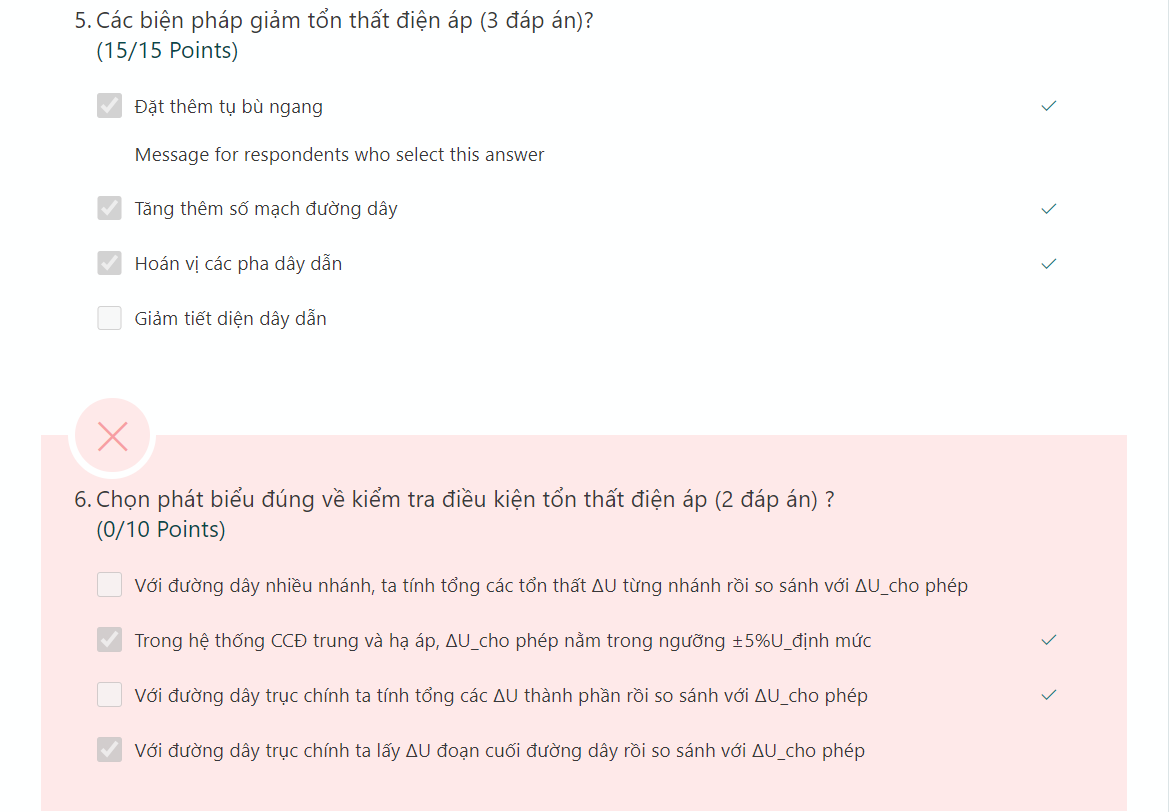 5. Các biện pháp giảm tổn thất điện áp (3 đáp án)?
(15/15 Points)
Đặt thêm tụ bù ngang
Message for respondents who select this answer
Tăng thêm số mạch đường dây
Hoán vị các pha dây dẫn
Giảm tiết diện dây dẫn
6. Chọn phát biểu đúng về kiểm tra điều kiện tổn thất điện áp (2 đáp án) ?
(0/10 Points)
Với đường dây nhiều nhánh, ta tính tổng các tổn thất ΔU từng nhánh rồi so sánh với ΔU_cho phép
Trong hệ thống CCĐ trung và hạ áp, ΔU_cho phép nằm trong ngưỡng ±5%U_định mức
Với đường dây trục chính ta tính tổng các ΔU thành phần rồi so sánh với ΔU_cho phép
Với đường dây trục chính ta lấy ΔU đoạn cuối đường dây rồi so sánh với ΔU_cho phép